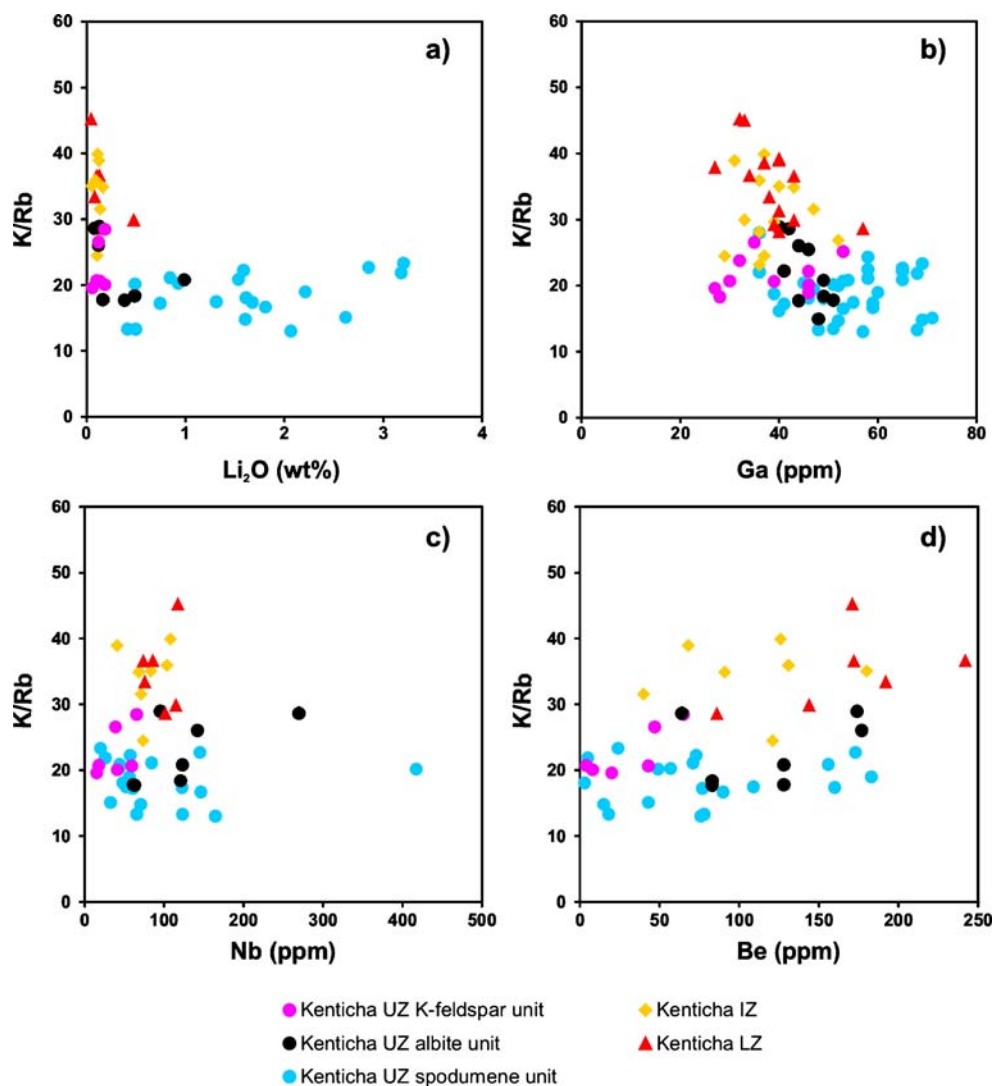 a)
60
50
40
30
20
10
0
K/Rb
0 1 2 3 4
Li₂O (wt%)
b)
60
50
40
30
20
10
0
K/Rb
0 20 40 60 80
Ga (ppm)
c)
60
50
40
30
20
10
0
K/Rb
0 100 200 300 400 500
Nb (ppm)
d)
60
50
40
30
20
10
0
K/Rb
0 50 100 150 200 250
Be (ppm)
Kenticha UZ K-feldspar unit
Kenticha UZ albite unit
Kenticha UZ spodumene unit
Kenticha IZ
Kenticha LZ